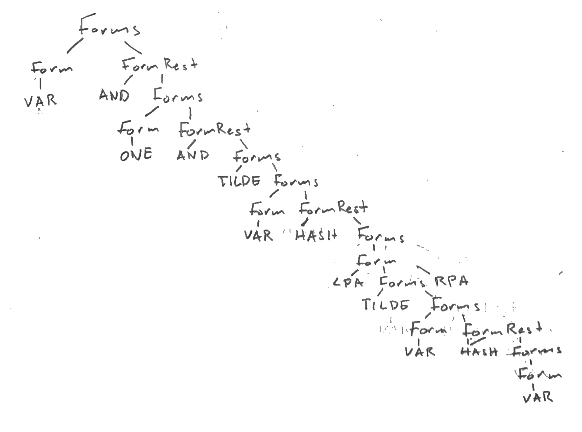 Forms
Form FormRest
VAR AND Forms
Form FormRest
ONE AND Forms
TILDE Forms
Form FormRest
VAR HASH Forms
Form
LPA Forms RPA
TILDE Forms
Form FormRest
VAR HASH Forms
Form
VAR